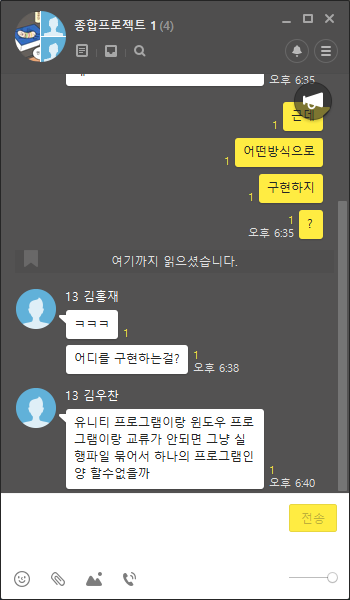 종합프로젝트 1 (4)
오후 6:35
근데
1
어떤방식으로
1
구현하지
1
?
1
오후 6:35
여기까지 읽으셨습니다.
13 김홍재
ㅋㅋㅋ
1
어디를 구현하는걸?
1
오후 6:38
13 김우찬
유니티 프로그램이랑 윈도우 프로
그램이랑 교류가 안되면 그냥 실
행파일 묶어서 하나의 프로그램인
양 할수없을까
1
오후 6:40
전송